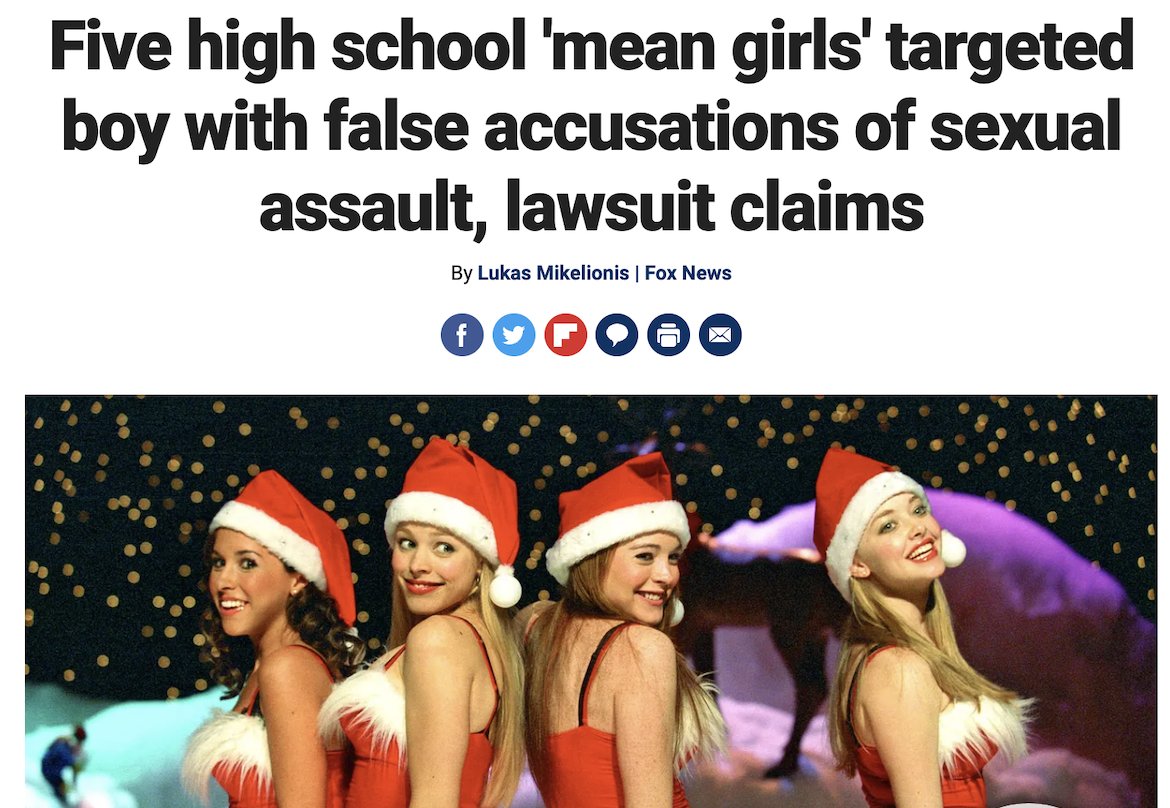 Five high school 'mean girls' targeted
boy with false accusations of sexual
assault, lawsuit claims
By Lukas Mikelionis | Fox News